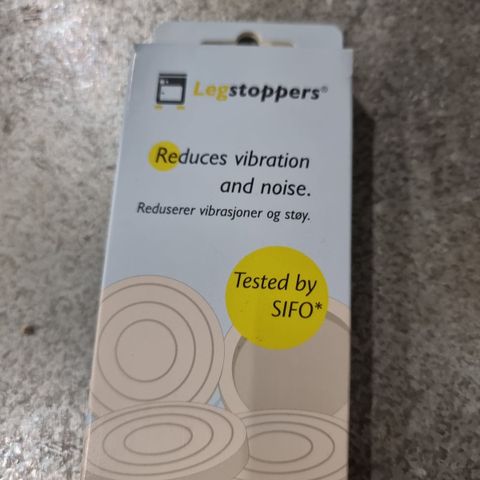 Legstoppers®
Reduces vibration
and noise.
Reduserer vibrasjoner og støy.
Tested by
SIFO*